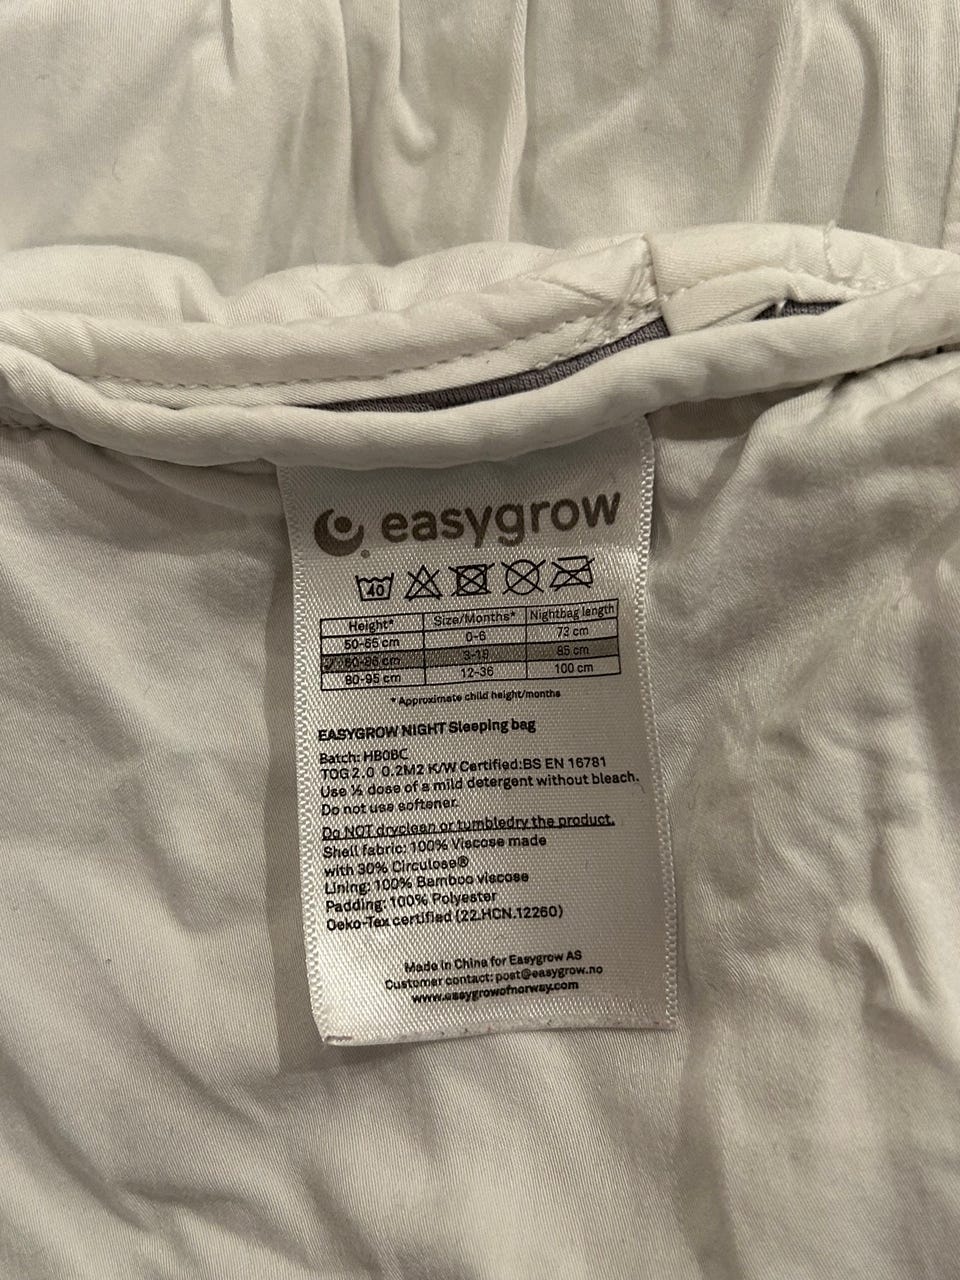 easygrow
®
40
Height* Size/Months* Nightbag length
50-65 cm 0-6 72 cm
3-18 85 cm
80-95 cm 12-36 100 cm
* Approximate child height/months
EASYGROW NIGHT Sleeping bag
Batch: HB0BC
TOG 2.0 0.2M2 K/W Certified:BS EN 16781
Use ½ dose of a mild detergent without bleach.
Do not use softener.
Do NOT dryclean or tumbledry the product.
Shell fabric: 100% Viscose made
with 30% Circulose®
Lining: 100% Bamboo viscose
Padding: 100% Polyester
Oeko-Tex certified (22.HCN.12260)
Made in China for Easygrow AS
Customer contact: post@easygrow.no
www.easygrowofnorway.com